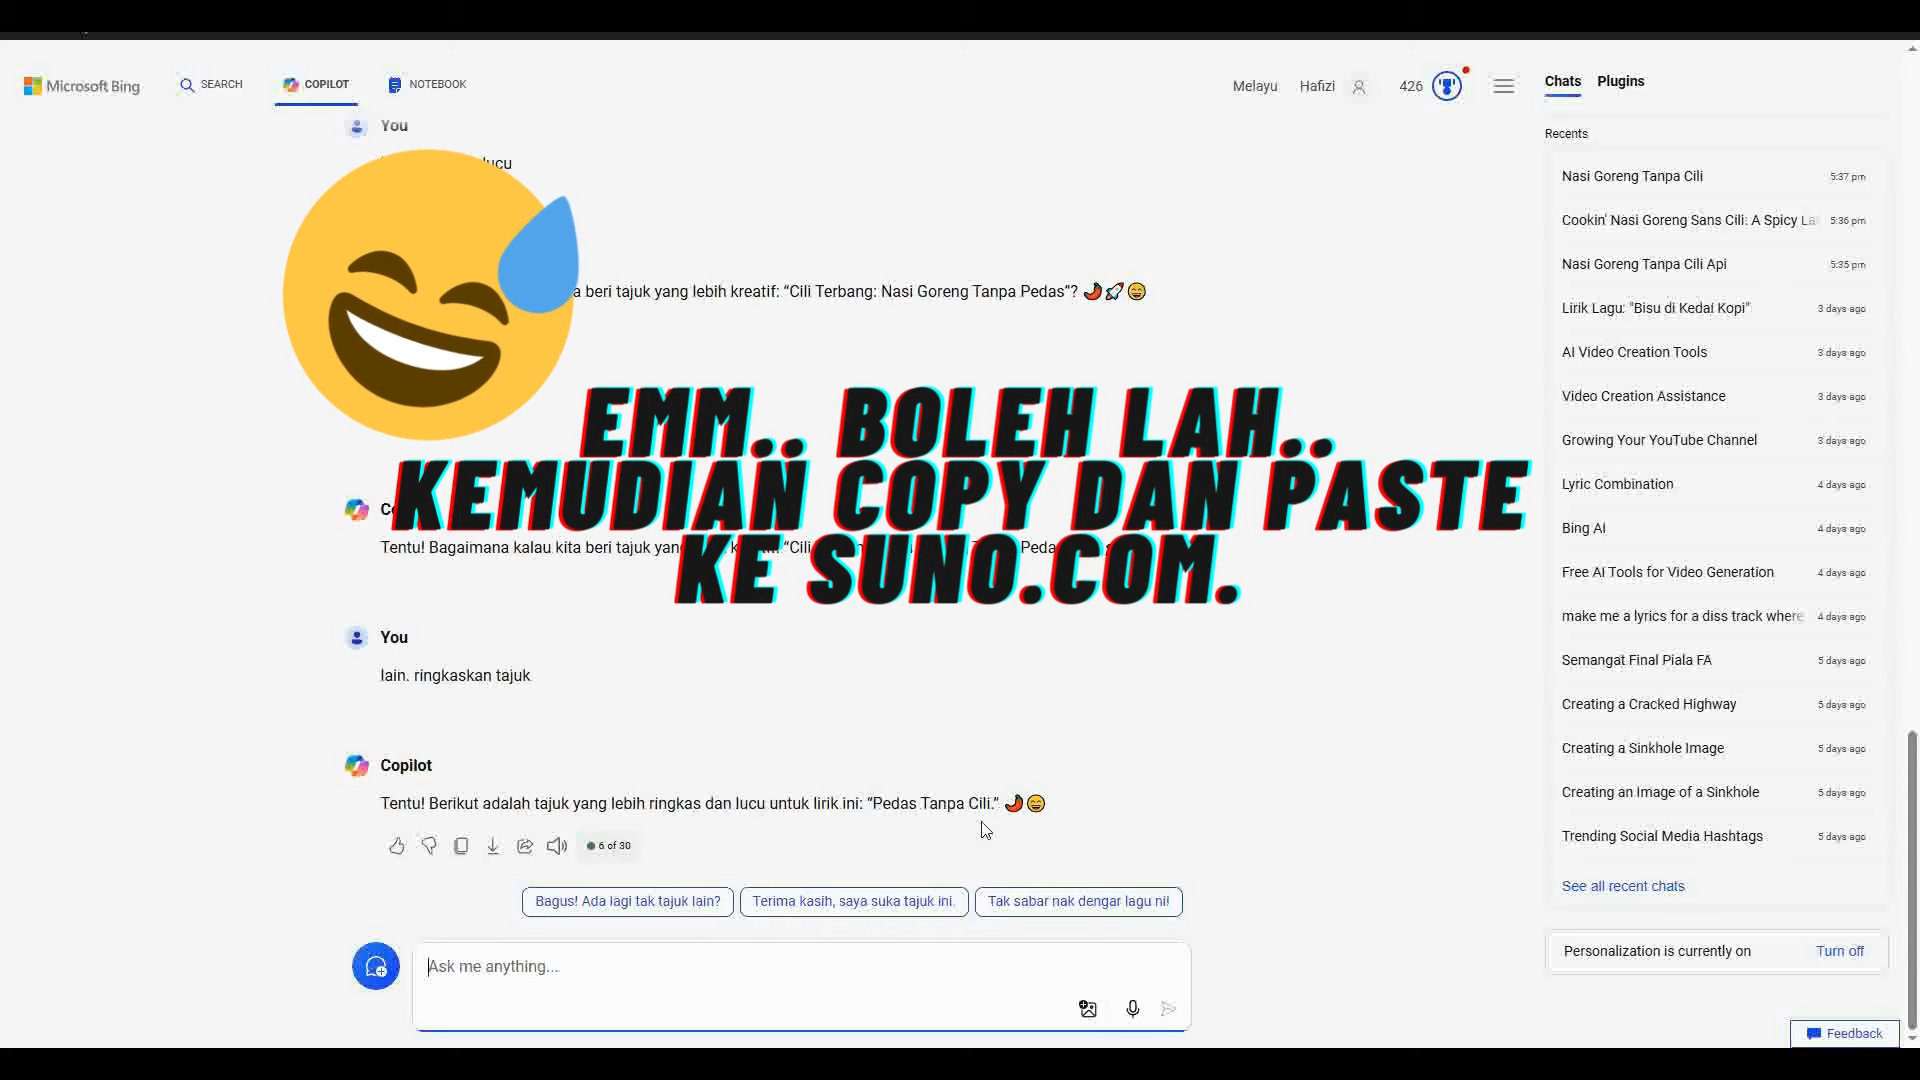 Microsoft Bing
SEARCH
COPILOT
NOTEBOOK
Melayu
Hafizi
426
Chats
Plugins
You
ucu
a beri tajuk yang lebih kreatif: “Cili Terbang: Nasi Goreng Tanpa Pedas”? 🌶🚀😄
EMM.. BOLEH LAH..
KEMUDIAN COPY DAN PASTE
KE SUNO.COM.
Tentu! Bagaimana kalau kita beri tajuk “Cili
You
lain. ringkaskan tajuk
Copilot
Tentu! Berikut adalah tajuk yang lebih ringkas dan lucu untuk lirik ini: “Pedas Tanpa Cili.” 🌶😄
6 of 30
Bagus! Ada lagi tak tajuk lain?
Terima kasih, saya suka tajuk ini.
Tak sabar nak dengar lagu ni!
Ask me anything...
Recents
Nasi Goreng Tanpa Cili 5:37 pm
Cookin' Nasi Goreng Sans Cili: A Spicy La 5:36 pm
Nasi Goreng Tanpa Cili Api 5:35 pm
Lirik Lagu: "Bisu di Kedai Kopi" 3 days ago
AI Video Creation Tools 3 days ago
Video Creation Assistance 3 days ago
Growing Your YouTube Channel 3 days ago
Lyric Combination 4 days ago
Bing AI 4 days ago
Free AI Tools for Video Generation 4 days ago
make me a lyrics for a diss track where 4 days ago
Semangat Final Piala FA 5 days ago
Creating a Cracked Highway 5 days ago
Creating a Sinkhole Image 5 days ago
Creating an Image of a Sinkhole 5 days ago
Trending Social Media Hashtags 5 days ago
See all recent chats
Personalization is currently on Turn off
Feedback